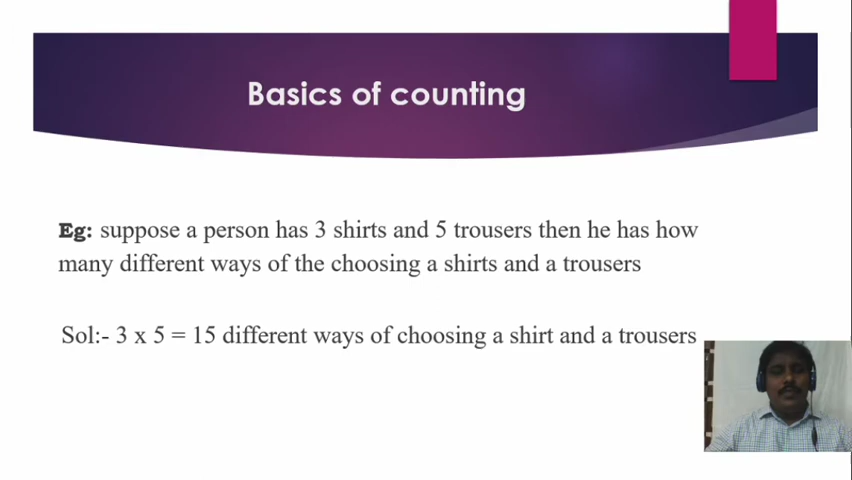 Basics of counting
Eg: suppose a person has 3 shirts and 5 trousers then he has how
many different ways of the choosing a shirts and a trousers
Sol:- 3 x 5 = 15 different ways of choosing a shirt and a trousers